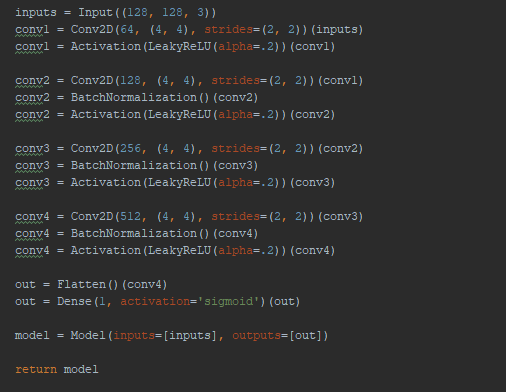 inputs = Input((128, 128, 3))
conv1 = Conv2D(64, (4, 4), strides=(2, 2))(inputs)
conv1 = Activation(LeakyReLU(alpha=.2))(conv1)
conv2 = Conv2D(128, (4, 4), strides=(2, 2))(conv1)
conv2 = BatchNormalization()(conv2)
conv2 = Activation(LeakyReLU(alpha=.2))(conv2)
conv3 = Conv2D(256, (4, 4), strides=(2, 2))(conv2)
conv3 = BatchNormalization()(conv3)
conv3 = Activation(LeakyReLU(alpha=.2))(conv3)
conv4 = Conv2D(512, (4, 4), strides=(2, 2))(conv3)
conv4 = BatchNormalization()(conv4)
conv4 = Activation(LeakyReLU(alpha=.2))(conv4)
out = Flatten()(conv4)
out = Dense(1, activation='sigmoid')(out)
model = Model(inputs=[inputs], outputs=[out])
return model